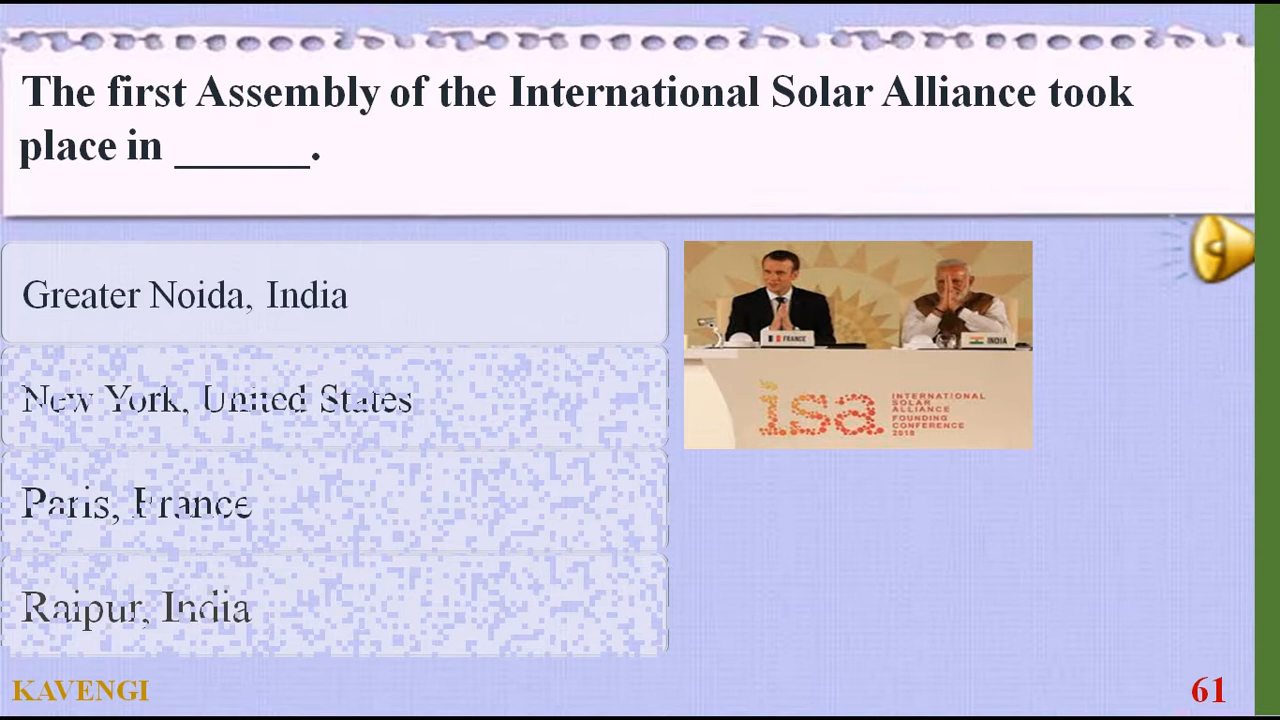 The first Assembly of the International Solar Alliance took
place in ______.
Greater Noida, India
New York, United States
Paris, France
Raipur, India
FRANCE
INDIA
isa
INTERNATIONAL
SOLAR
ALLIANCE
FOUNDING
CONFERENCE
2018
KAVENGI
61